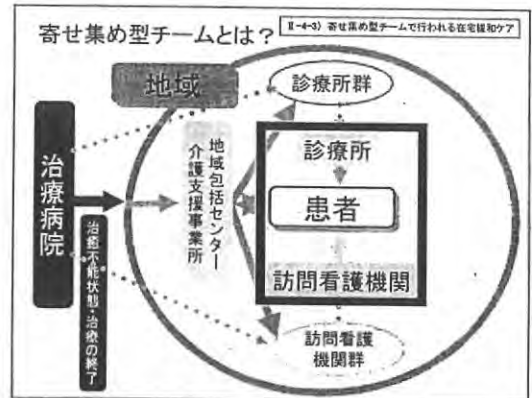 寄せ集め型チームとは?
Ⅱ-4-3) 寄せ集め型チームで行われる在宅緩和ケア
地域
診療所群
治療病院
治癒不能状態・治療の終了
地域包括センター
介護支援事業所
診療所
患者
訪問看護機関
訪問看護
機関群